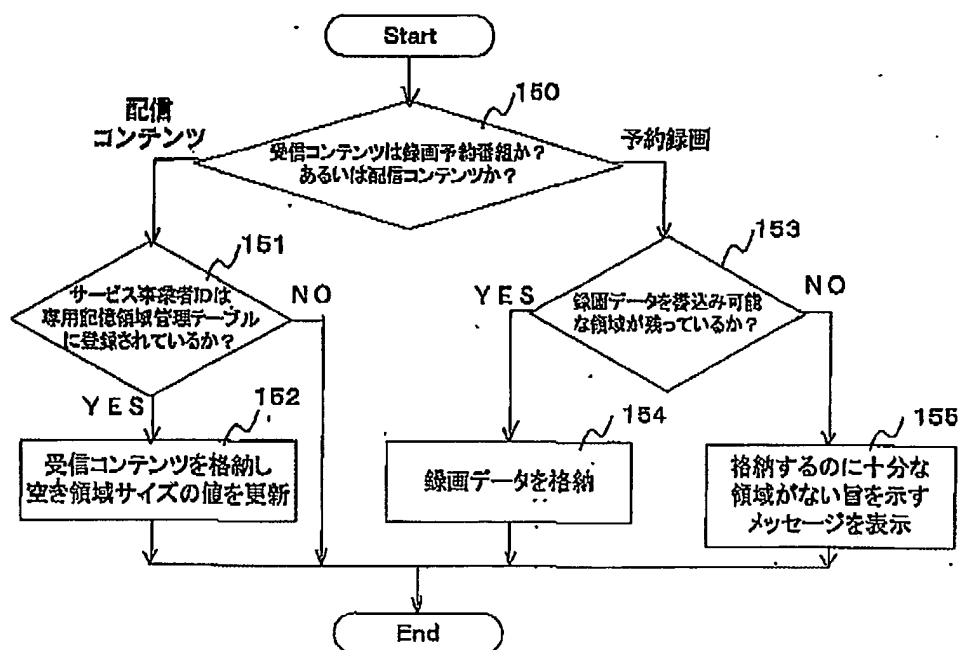 Start
150
配信
コンテンツ
受信コンテンツは録画予約番組か?
あるいは配信コンテンツか?
予約録画
151
サービス事業者IDは
専用記憶領域管理テーブル
に登録されているか?
NO
YES
153
録画データを書込み可能
な領域が残っているか?
YES
NO
152
受信コンテンツを格納し
空き領域サイズの値を更新
154
録画データを格納
155
格納するのに十分な
領域がない旨を示す
メッセージを表示
End